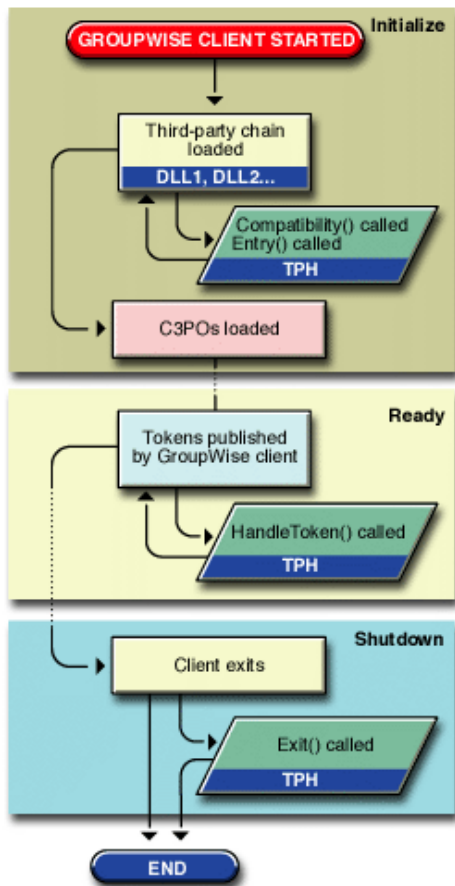 Initialize
GROUPWISE CLIENT STARTED
Third-party chain
loaded
DLL1, DLL2...
Compatibility() called
Entry() called
TPH
C3POs loaded
Ready
Tokens published
by GroupWise client
HandleToken() called
TPH
Shutdown
Client exits
Exit() called
TPH
END